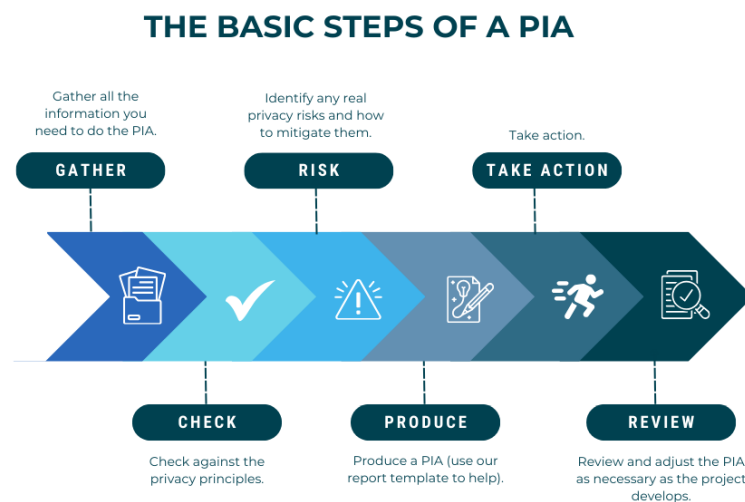 THE BASIC STEPS OF A PIA
Gather all the
information you
need to do the PIA.
GATHER
Identify any real
privacy risks and how
to mitigate them.
RISK
Take action.
TAKE ACTION
CHECK
Check against the
privacy principles.
PRODUCE
Produce a PIA (use our
report template to help).
REVIEW
Review and adjust the PIA
as necessary as the project
develops.